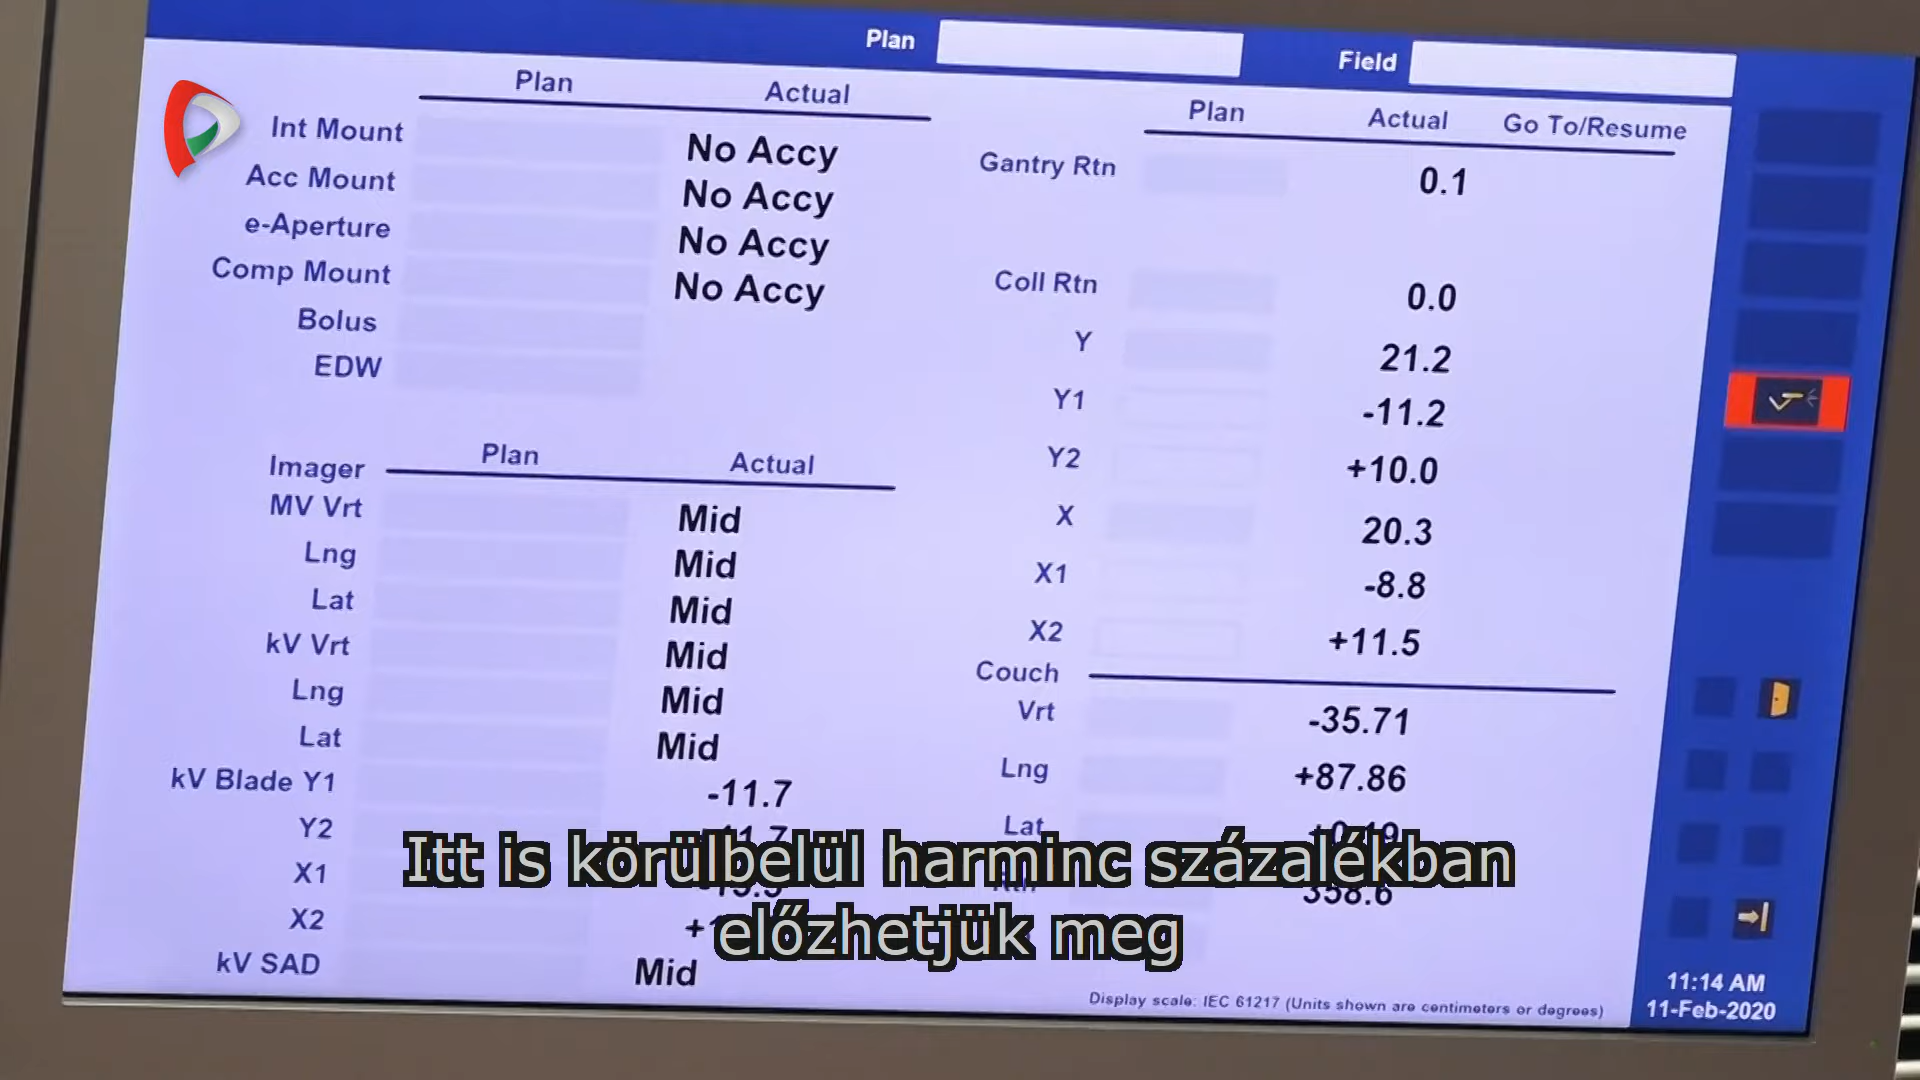 Plan
Field
Plan Actual
Int Mount No Accy
Acc Mount No Accy
e-Aperture No Accy
Comp Mount No Accy
Bolus
EDW
Imager Plan Actual
MV Vrt Mid
Lng Mid
Lat Mid
kV Vrt Mid
Lng Mid
Lat Mid
kV Blade Y1 -11.7
Y2
X1
X2
kV SAD Mid
Plan Actual Go To/Resume
Gantry Rtn 0.1
Coll Rtn 0.0
Y 21.2
Y1 -11.2
Y2 +10.0
X 20.3
X1 -8.8
X2 +11.5
Couch
Vrt -35.71
Lng +87.86
Lat
358.6
Display scale: IEC 61217 (Units shown are centimeters or degrees)
11:14 AM
11-Feb-2020
Itt is körülbelül harminc százalékban
előzhetjük meg